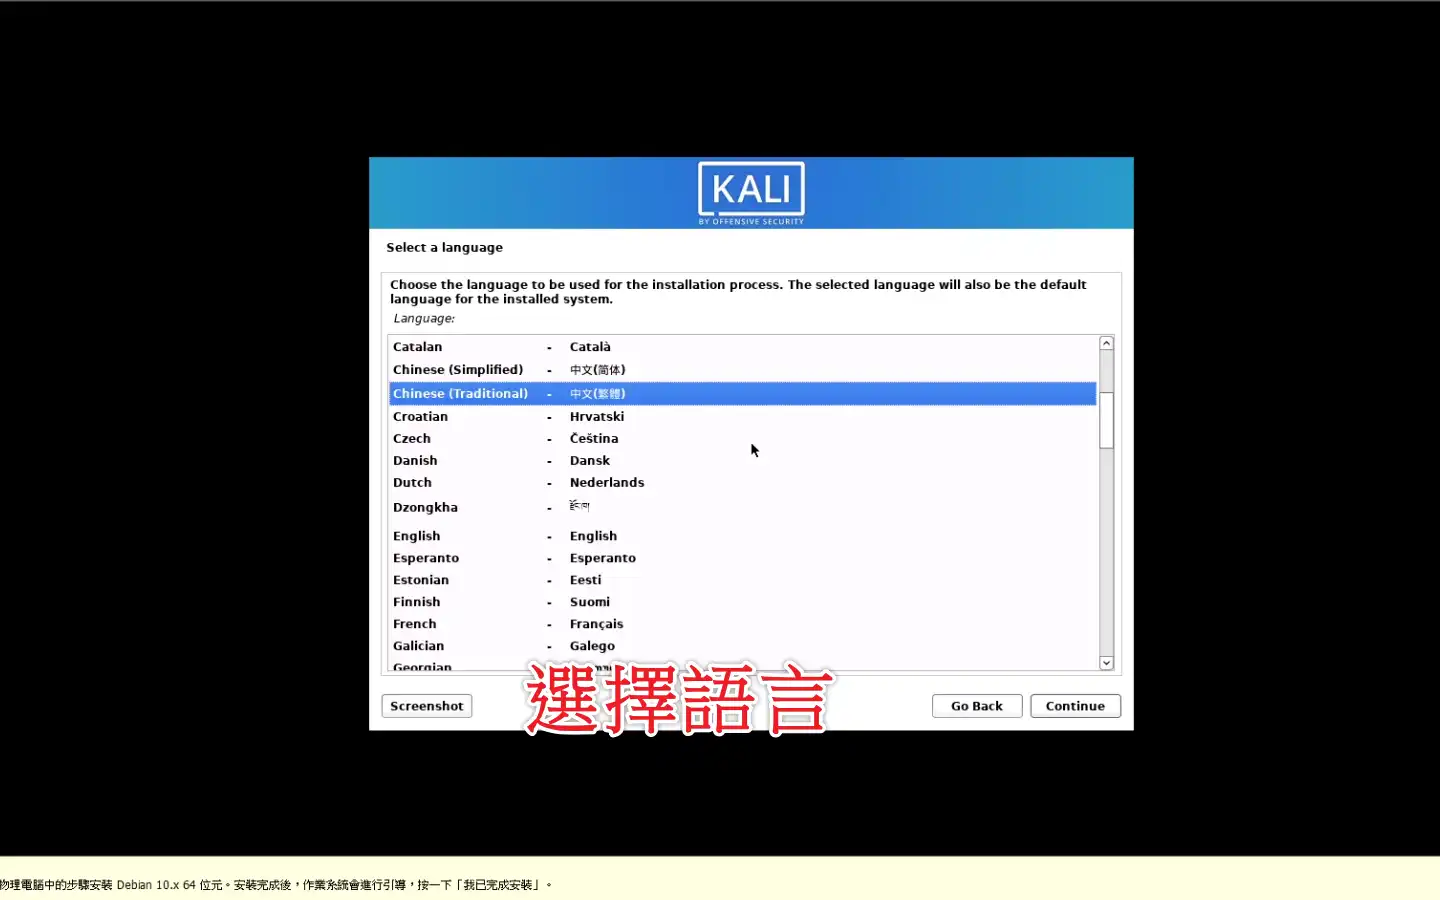 KALI
BY OFFENSIVE SECURITY
Select a language
Choose the language to be used for the installation process. The selected language will also be the default
language for the installed system.
Language:
Catalan - Català
Chinese (Simplified) - 中文(简体)
Chinese (Traditional) - 中文(繁體)
Croatian - Hrvatski
Czech - Čeština
Danish - Dansk
Dutch - Nederlands
Dzongkha - རྫོང་ཁ།
English - English
Esperanto - Esperanto
Estonian - Eesti
Finnish - Suomi
French - Français
Galician - Galego
Georgian
選擇語言
Screenshot
Go Back
Continue
物理電腦中的步驟安裝 Debian 10.x 64 位元。安裝完成後，作業系統會進行引導，按一下「我已完成安裝」。